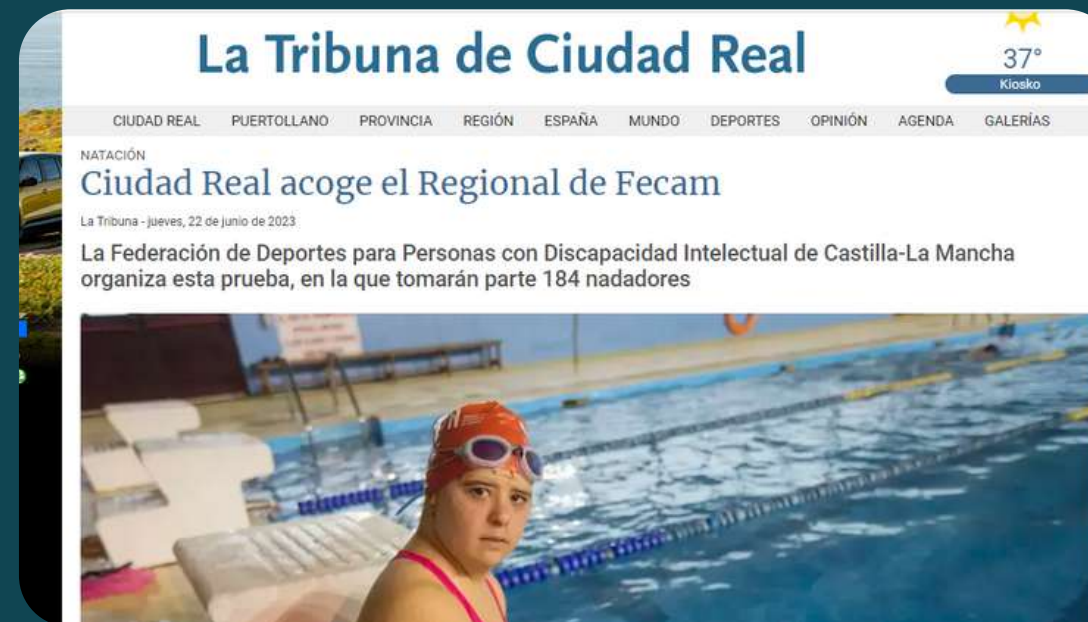 La Tribuna de Ciudad Real
37°
Kiosko
CIUDAD REAL PUERTOLLANO PROVINCIA REGIÓN ESPAÑA MUNDO DEPORTES OPINIÓN AGENDA GALERÍAS
NATACIÓN
Ciudad Real acoge el Regional de Fecam
La Tribuna - jueves, 22 de junio de 2023
La Federación de Deportes para Personas con Discapacidad Intelectual de Castilla-La Mancha
organiza esta prueba, en la que tomarán parte 184 nadadores